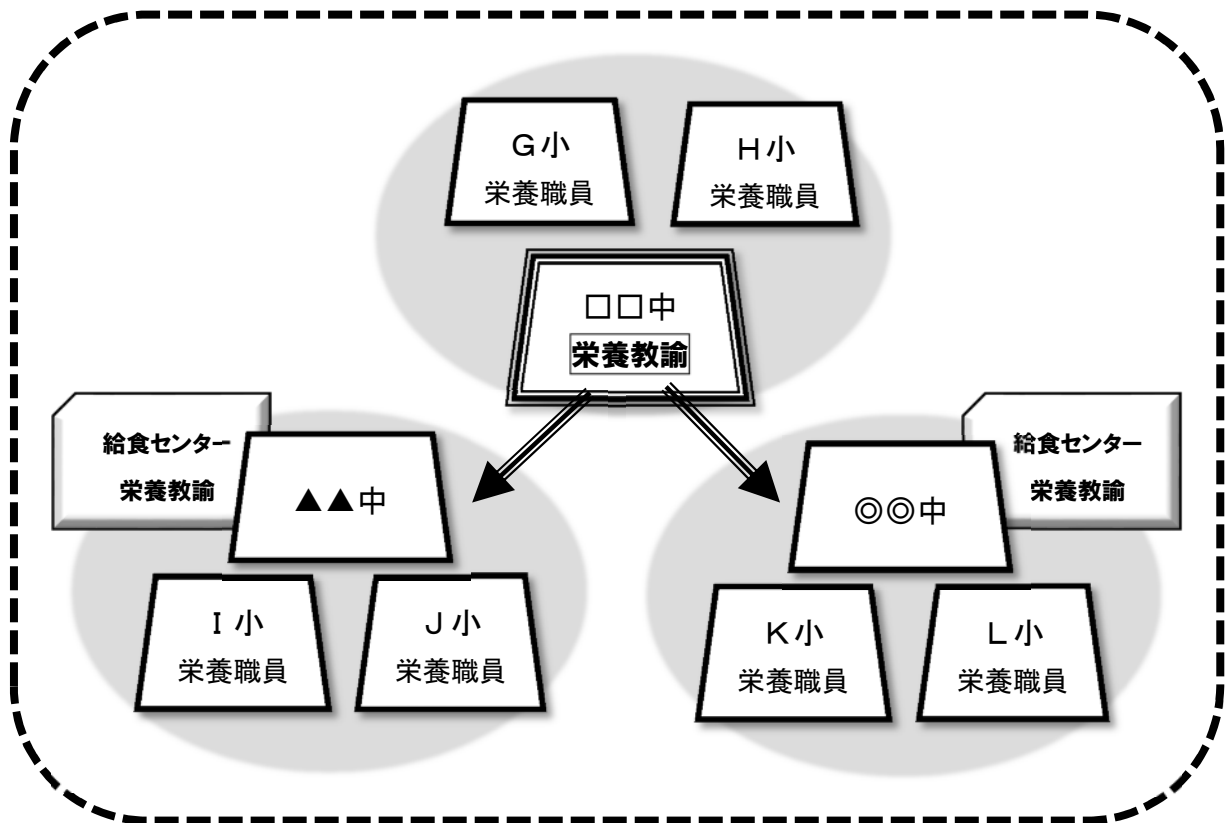 G小
栄養職員
H小
栄養職員
□□中
栄養教諭
給食センター
栄養教諭
▲▲中
I小
栄養職員
J小
栄養職員
給食センター
栄養教諭
◎◎中
K小
栄養職員
L小
栄養職員